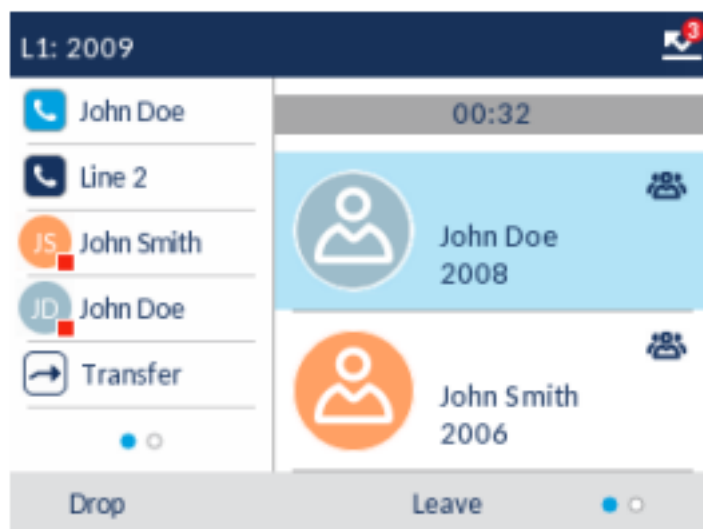 L1: 2009
3
John Doe
Line 2
JS John Smith
JD John Doe
Transfer
00:32
John Doe
2008
John Smith
2006
Drop
Leave